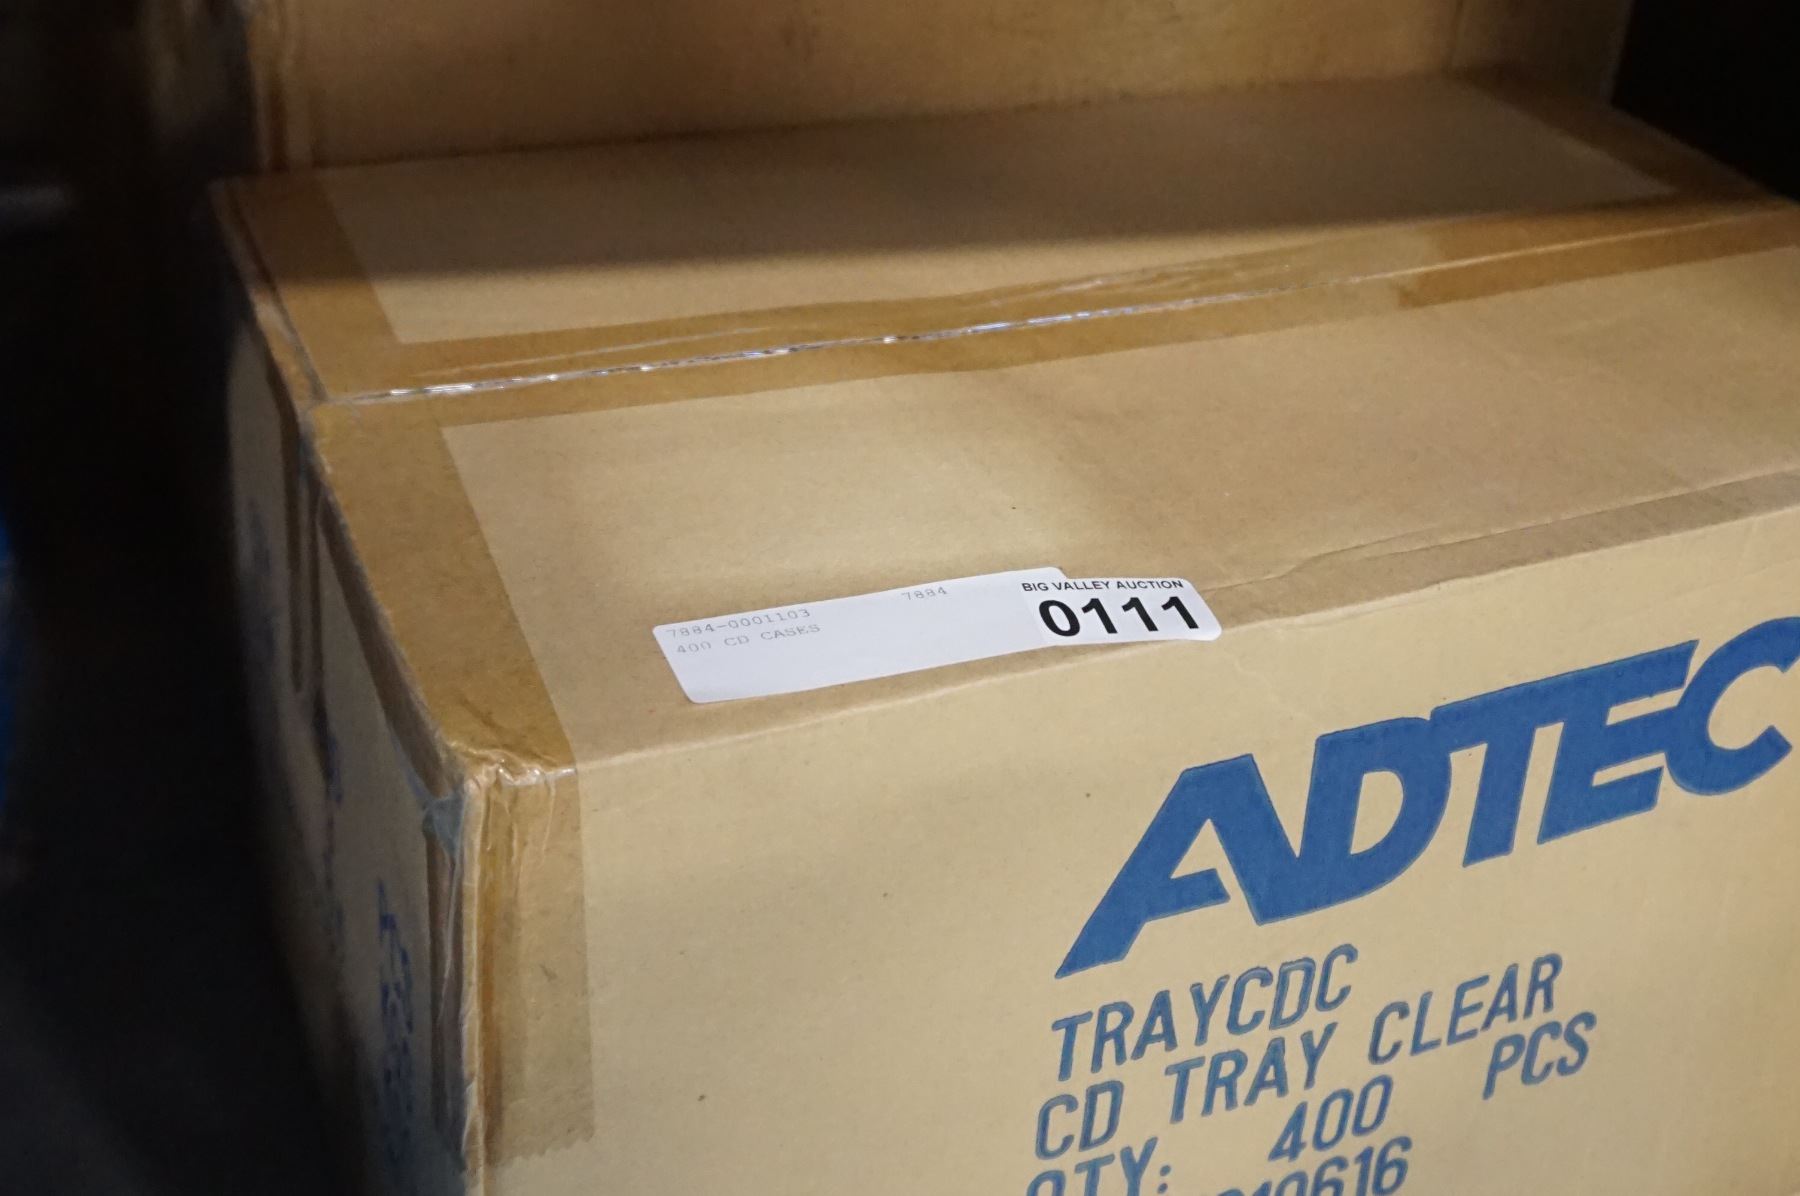 7884-0001103 7884
400 CD CASES
BIG VALLEY AUCTION
0111
ADTEC
TRAYCDC
CD TRAY CLEAR
QTY: 400 PCS